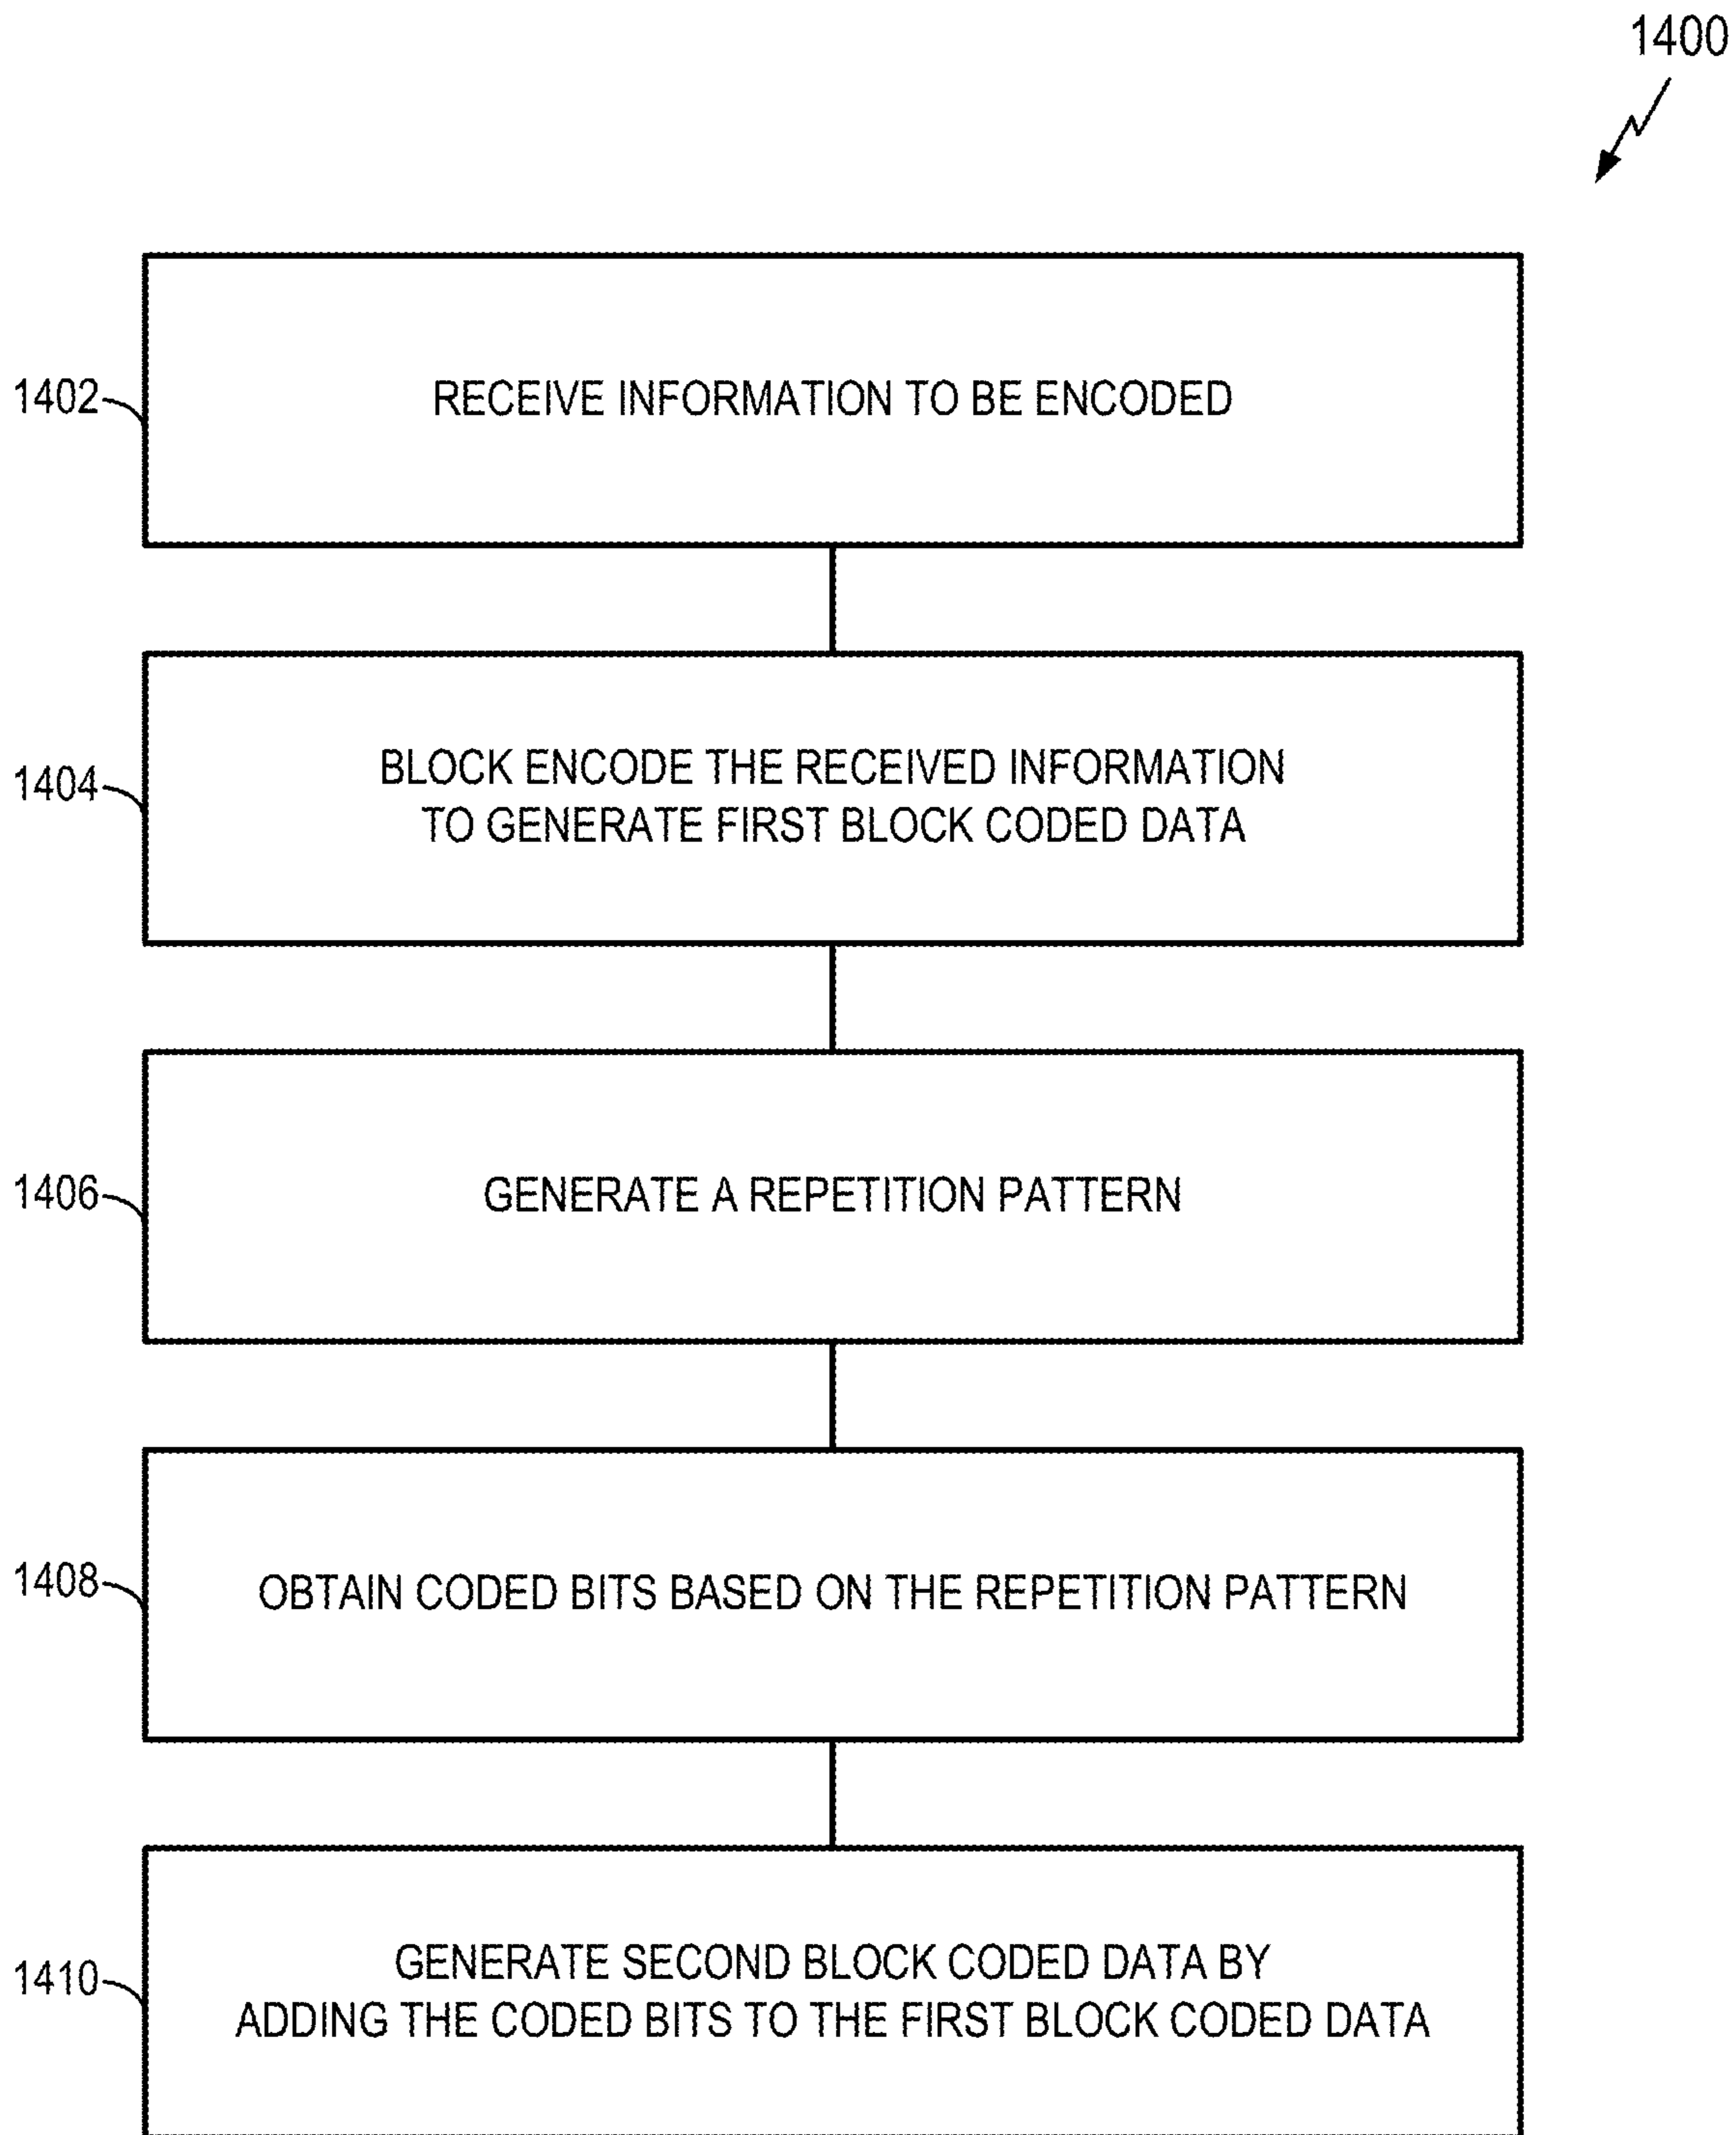 1400
1402
RECEIVE INFORMATION TO BE ENCODED
1404
BLOCK ENCODE THE RECEIVED INFORMATION
TO GENERATE FIRST BLOCK CODED DATA
1406
GENERATE A REPETITION PATTERN
1408
OBTAIN CODED BITS BASED ON THE REPETITION PATTERN
1410
GENERATE SECOND BLOCK CODED DATA BY
ADDING THE CODED BITS TO THE FIRST BLOCK CODED DATA